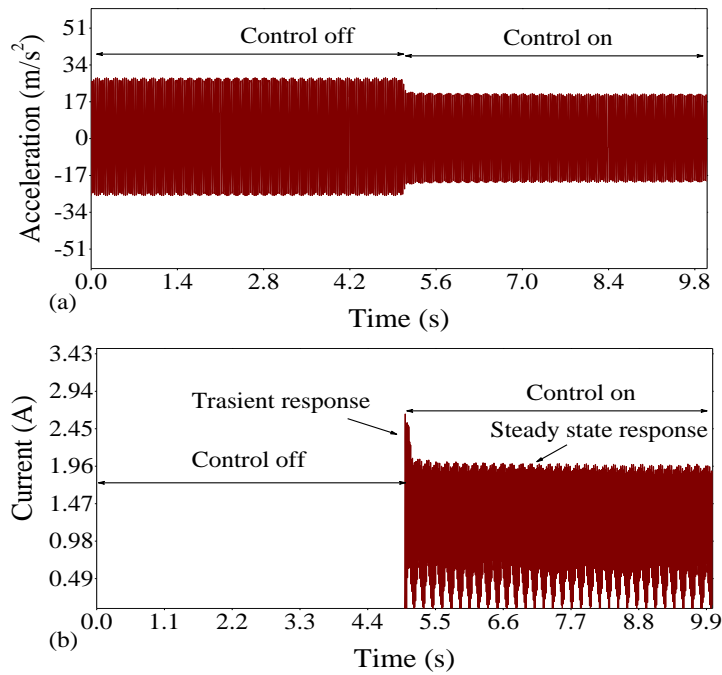 51
Control off
Control on
34
17
0
-17
-34
-51
Acceleration (m/s²)
0.0 1.4 2.8 4.2 5.6 7.0 8.4 9.8
(a)
Time (s)
3.43
2.94
2.45
1.96
1.47
0.98
0.49
Current (A)
Trasient response
Control on
Steady state response
Control off
0.0 1.1 2.2 3.3 4.4 5.5 6.6 7.7 8.8 9.9
(b)
Time (s)